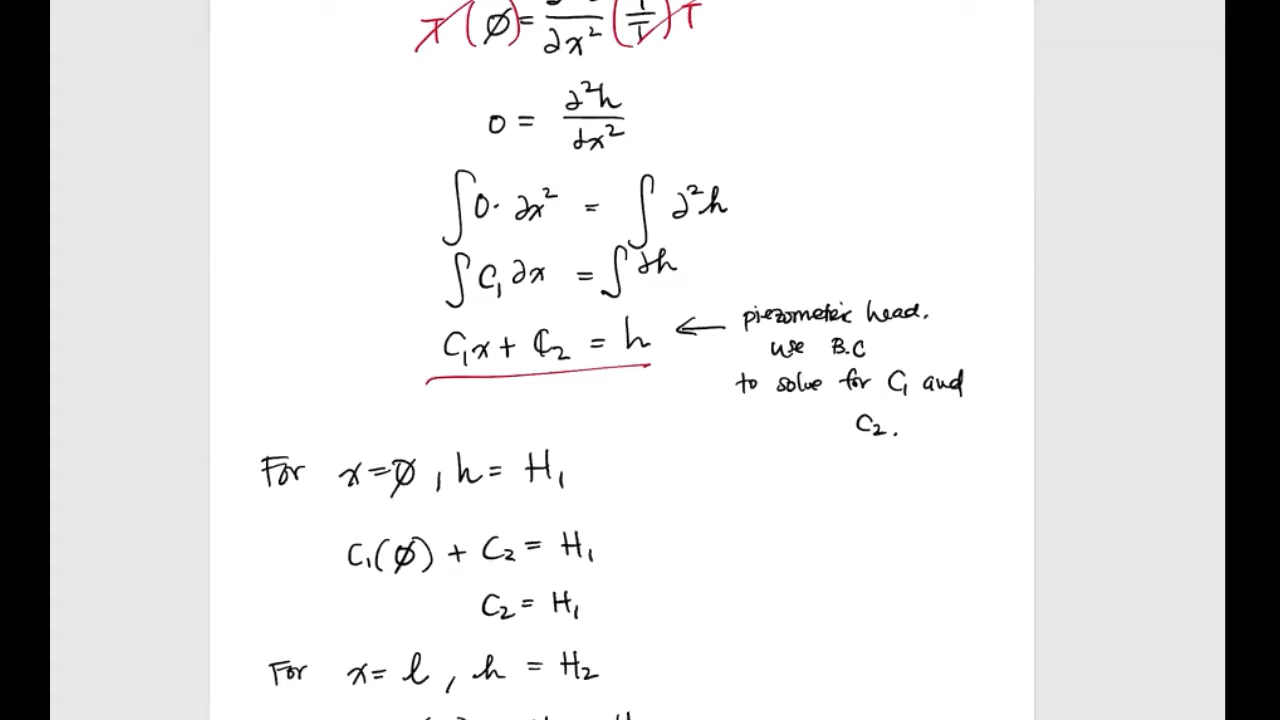 T(∅) = ∂x² (T/T) T
0 = ∂²h/∂x²
∫0· ∂x² = ∫ ∂²h
∫C₁ ∂x = ∫∂h
C₁x + C₂ = h ← piezometric head.
use B.C
to solve for C₁ and
C₂.
For x=∅, h = H₁
C₁(∅) + C₂ = H₁
C₂ = H₁
For x= l, h = H₂